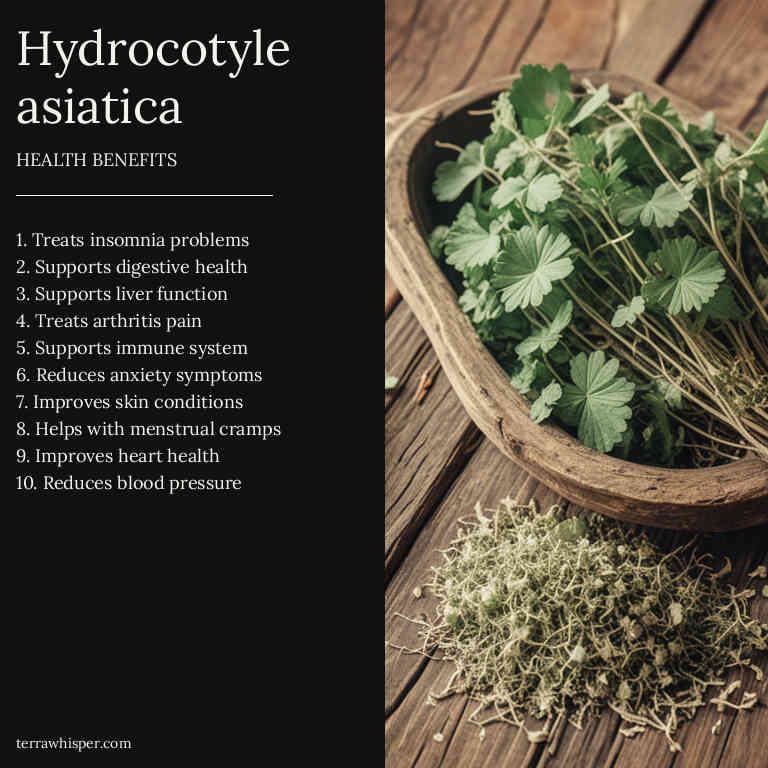 Hydrocotyle
asiatica
HEALTH BENEFITS
1. Treats insomnia problems
2. Supports digestive health
3. Supports liver function
4. Treats arthritis pain
5. Supports immune system
6. Reduces anxiety symptoms
7. Improves skin conditions
8. Helps with menstrual cramps
9. Improves heart health
10. Reduces blood pressure
terrawhisper.com